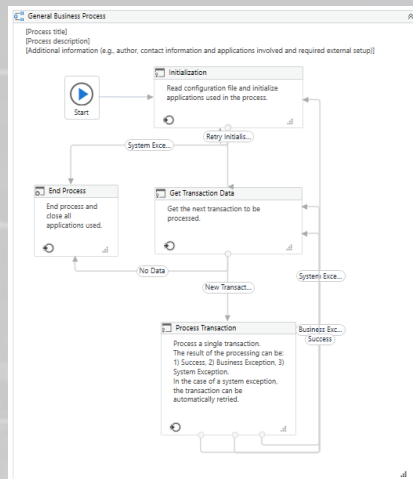 General Business Process
[Process title]
[Process description]
[Additional information (e.g., author, contact information and applications involved and required external setup)]
Initialization
Read configuration file and initialize
applications used in the process.
Start
Retry Initialis...
System Exce...
End Process
End process and
close all
applications used.
Get Transaction Data
Get the next transaction to be
processed.
No Data
System Exce...
New Transact...
Process Transaction
Process a single transaction.
The result of the processing can be:
1) Success, 2) Business Exception, 3)
System Exception.
In the case of a system exception,
the transaction can be
automatically retried.
Business Exc...
Success